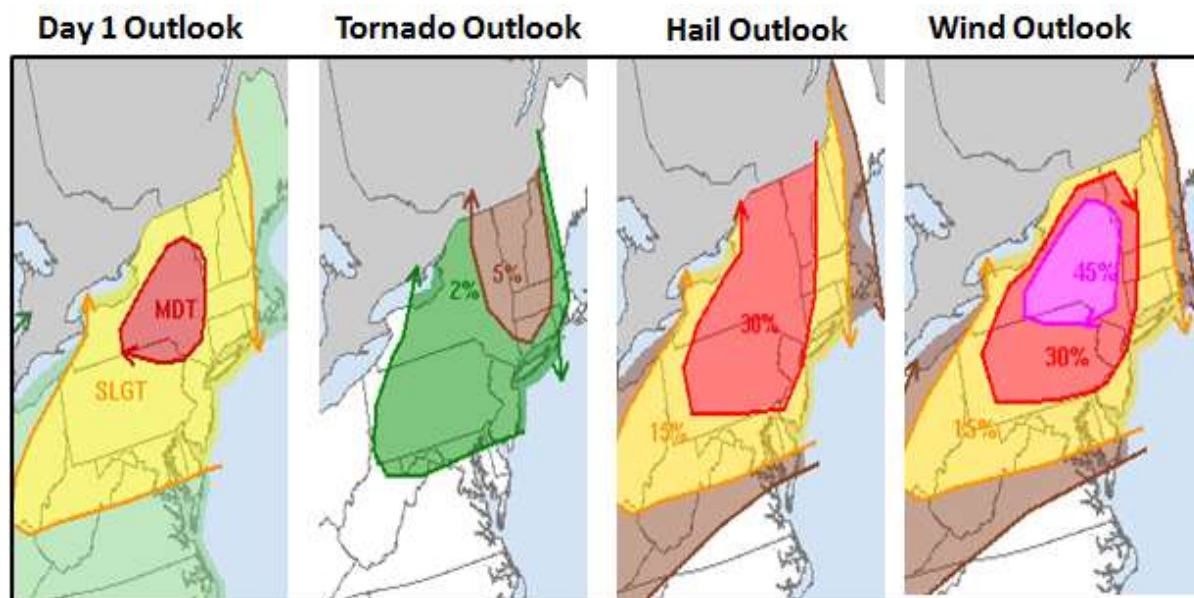 Day 1 Outlook
Tornado Outlook
Hail Outlook
Wind Outlook
MDT
SLGT
2%
5%
30%
15%
45%
30%
15%